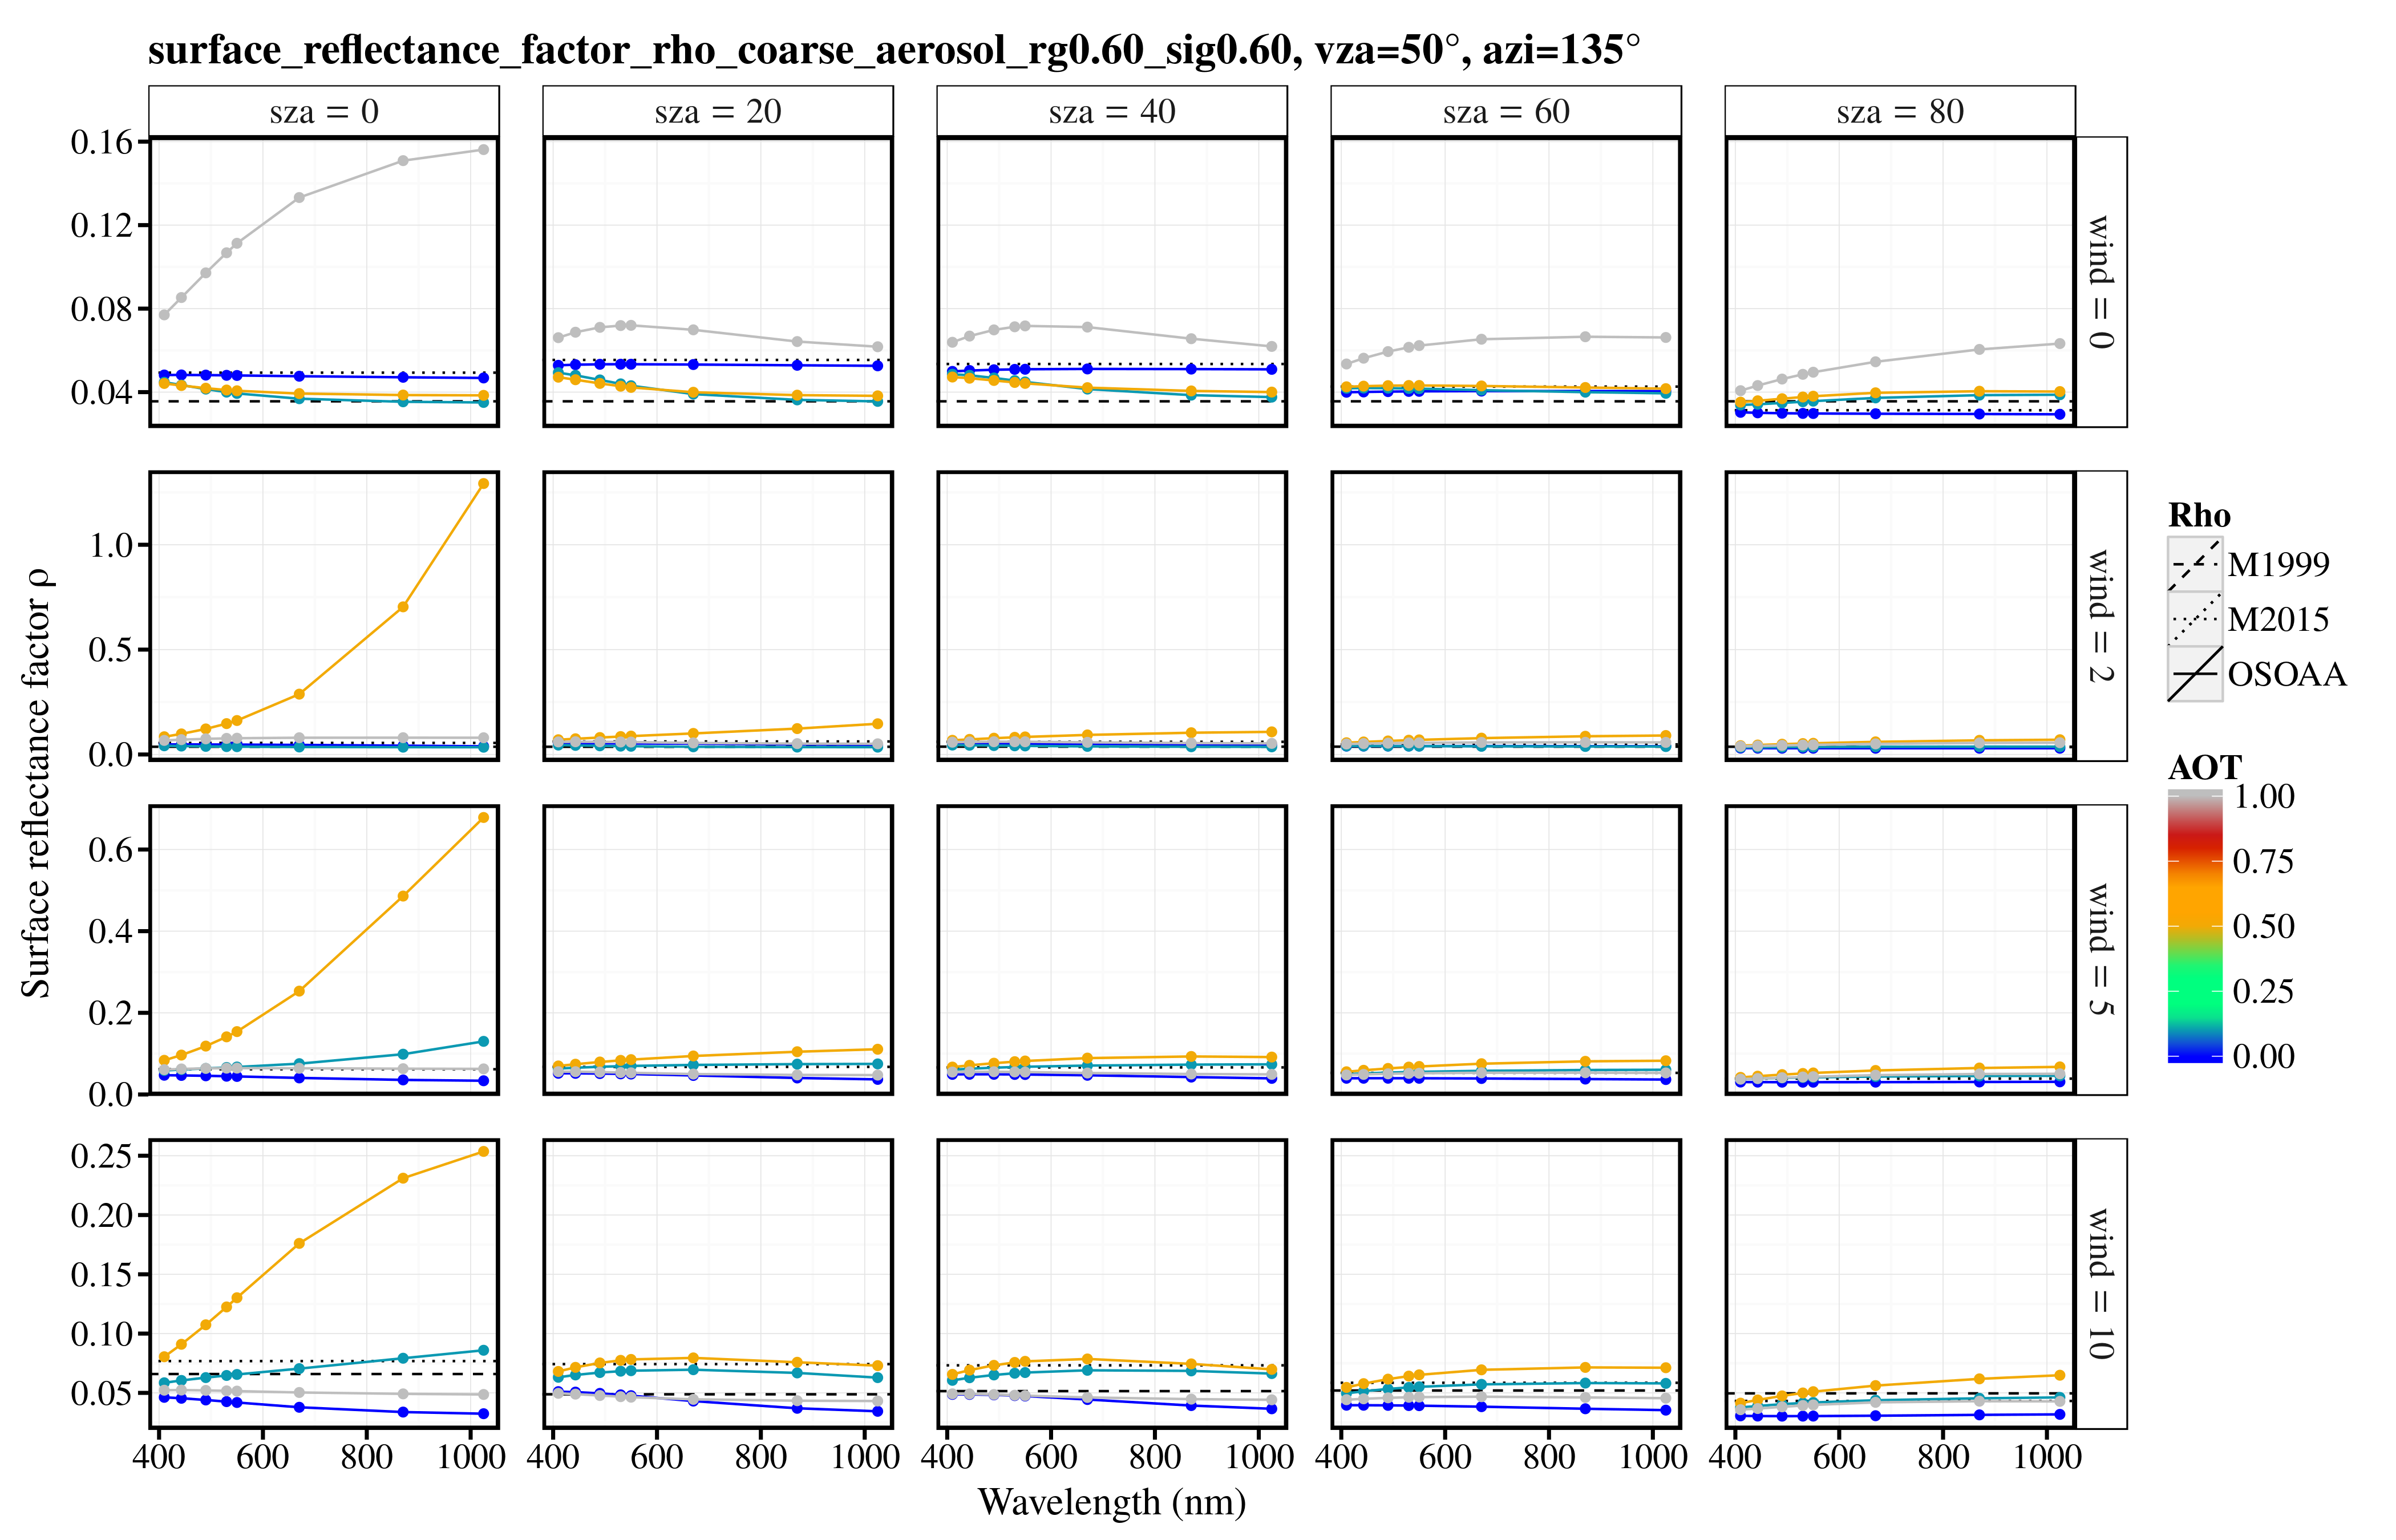 surface_reflectance_factor_rho_coarse_aerosol_rg0.60_sig0.60, vza=50°, azi=135°
sza = 0
sza = 20
sza = 40
sza = 60
sza = 80
0.16
0.12
0.08
0.04
wind = 0
1.0
0.5
0.0
wind = 2
0.6
0.4
0.2
0.0
wind = 5
0.25
0.20
0.15
0.10
0.05
wind = 10
400 600 800 1000
400 600 800 1000
400 600 800 1000
400 600 800 1000
400 600 800 1000
Wavelength (nm)
Surface reflectance factor ρ
Rho
M1999
M2015
OSOAA
AOT
1.00
0.75
0.50
0.25
0.00